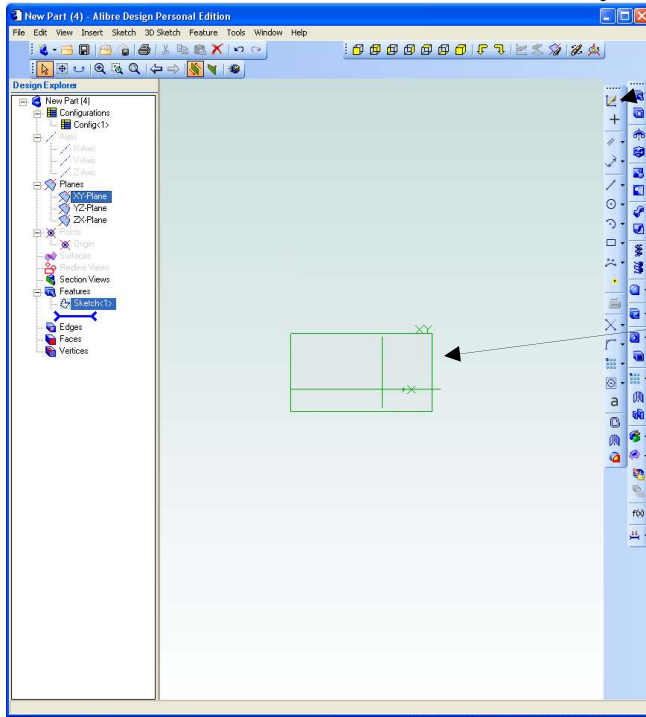 New Part (4) - Alibre Design Personal Edition
File Edit View Insert Sketch 3D Sketch Feature Tools Window Help
Design Explorer
New Part (4)
Configurations
Config<1>
Axes
X-Axis
Y-Axis
Z-Axis
Planes
XY-Plane
YZ-Plane
ZX-Plane
Points
Origin
Surfaces
Redline Views
Section Views
Features
Sketch<1>
Edges
Faces
Vertices
XY
X
a
f(x)